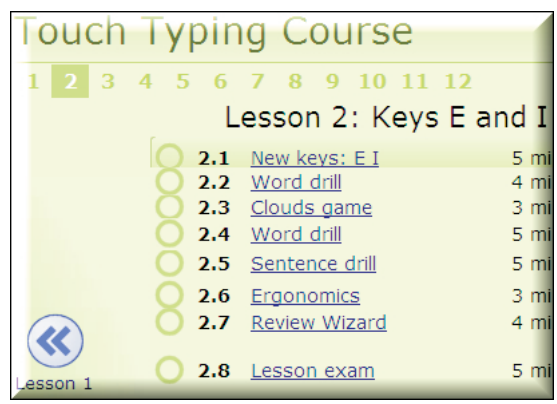 Touch Typing Course
1 2 3 4 5 6 7 8 9 10 11 12
Lesson 2: Keys E and I
2.1 New keys: E I 5 mi
2.2 Word drill 4 mi
2.3 Clouds game 3 mi
2.4 Word drill 5 mi
2.5 Sentence drill 5 mi
2.6 Ergonomics 3 mi
2.7 Review Wizard 4 mi
2.8 Lesson exam 5 mi
Lesson 1